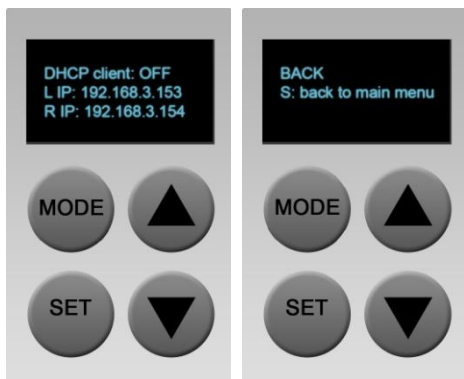 DHCP client: OFF
L IP: 192.168.3.153
R IP: 192.168.3.154
MODE
SET
BACK
S: back to main menu
MODE
SET